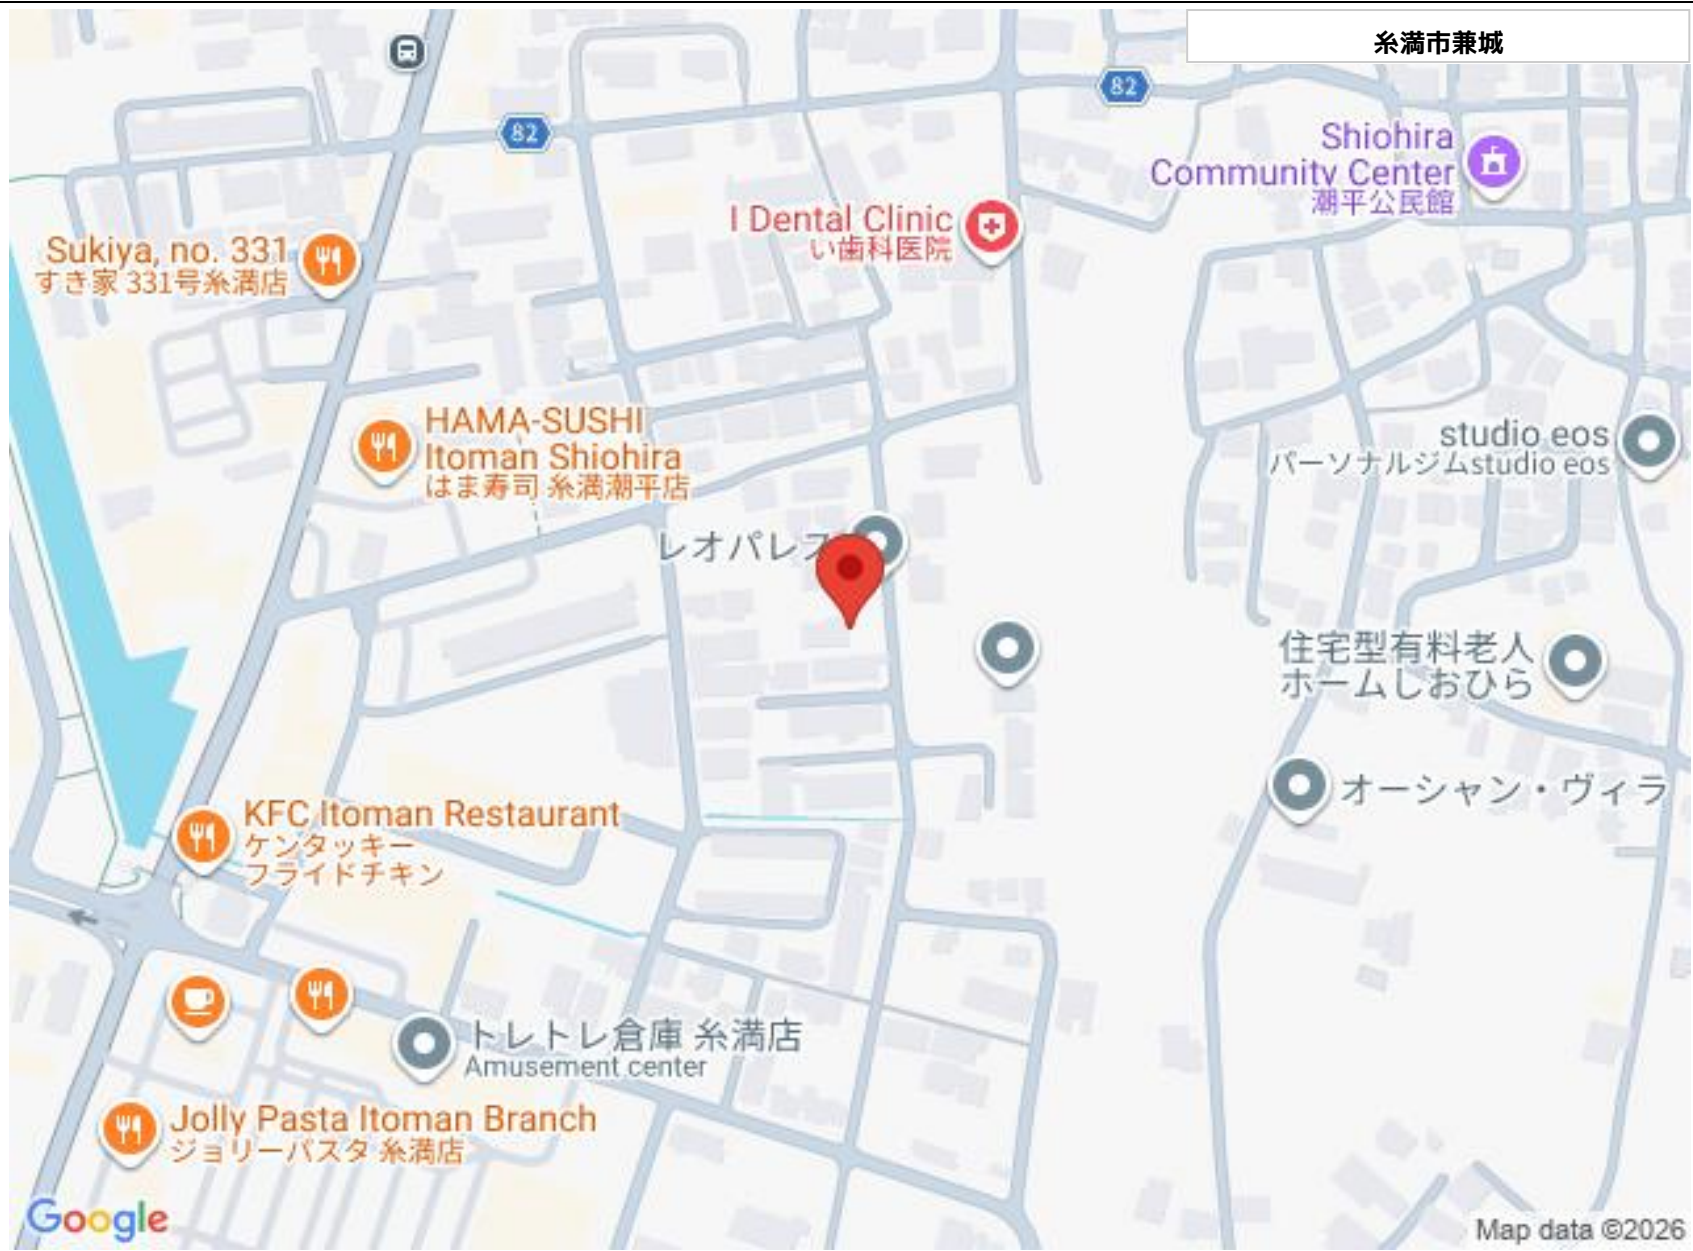 糸満市兼城
82
82
Shiohira
Community Center
潮平公民館
I Dental Clinic
い歯科医院
Sukiya, no. 331
すき家 331号糸満店
HAMA-SUSHI
Itoman Shiohira
はま寿司 糸満潮平店
studio eos
パーソナルジムstudio eos
レオパレス
住宅型有料老人
ホームしおひら
オーシャン・ヴィラ
KFC Itoman Restaurant
ケンタッキー
フライドチキン
トレトレ倉庫 糸満店
Amusement center
Jolly Pasta Itoman Branch
ジョリーパスタ 糸満店
Google
Map data ©2026